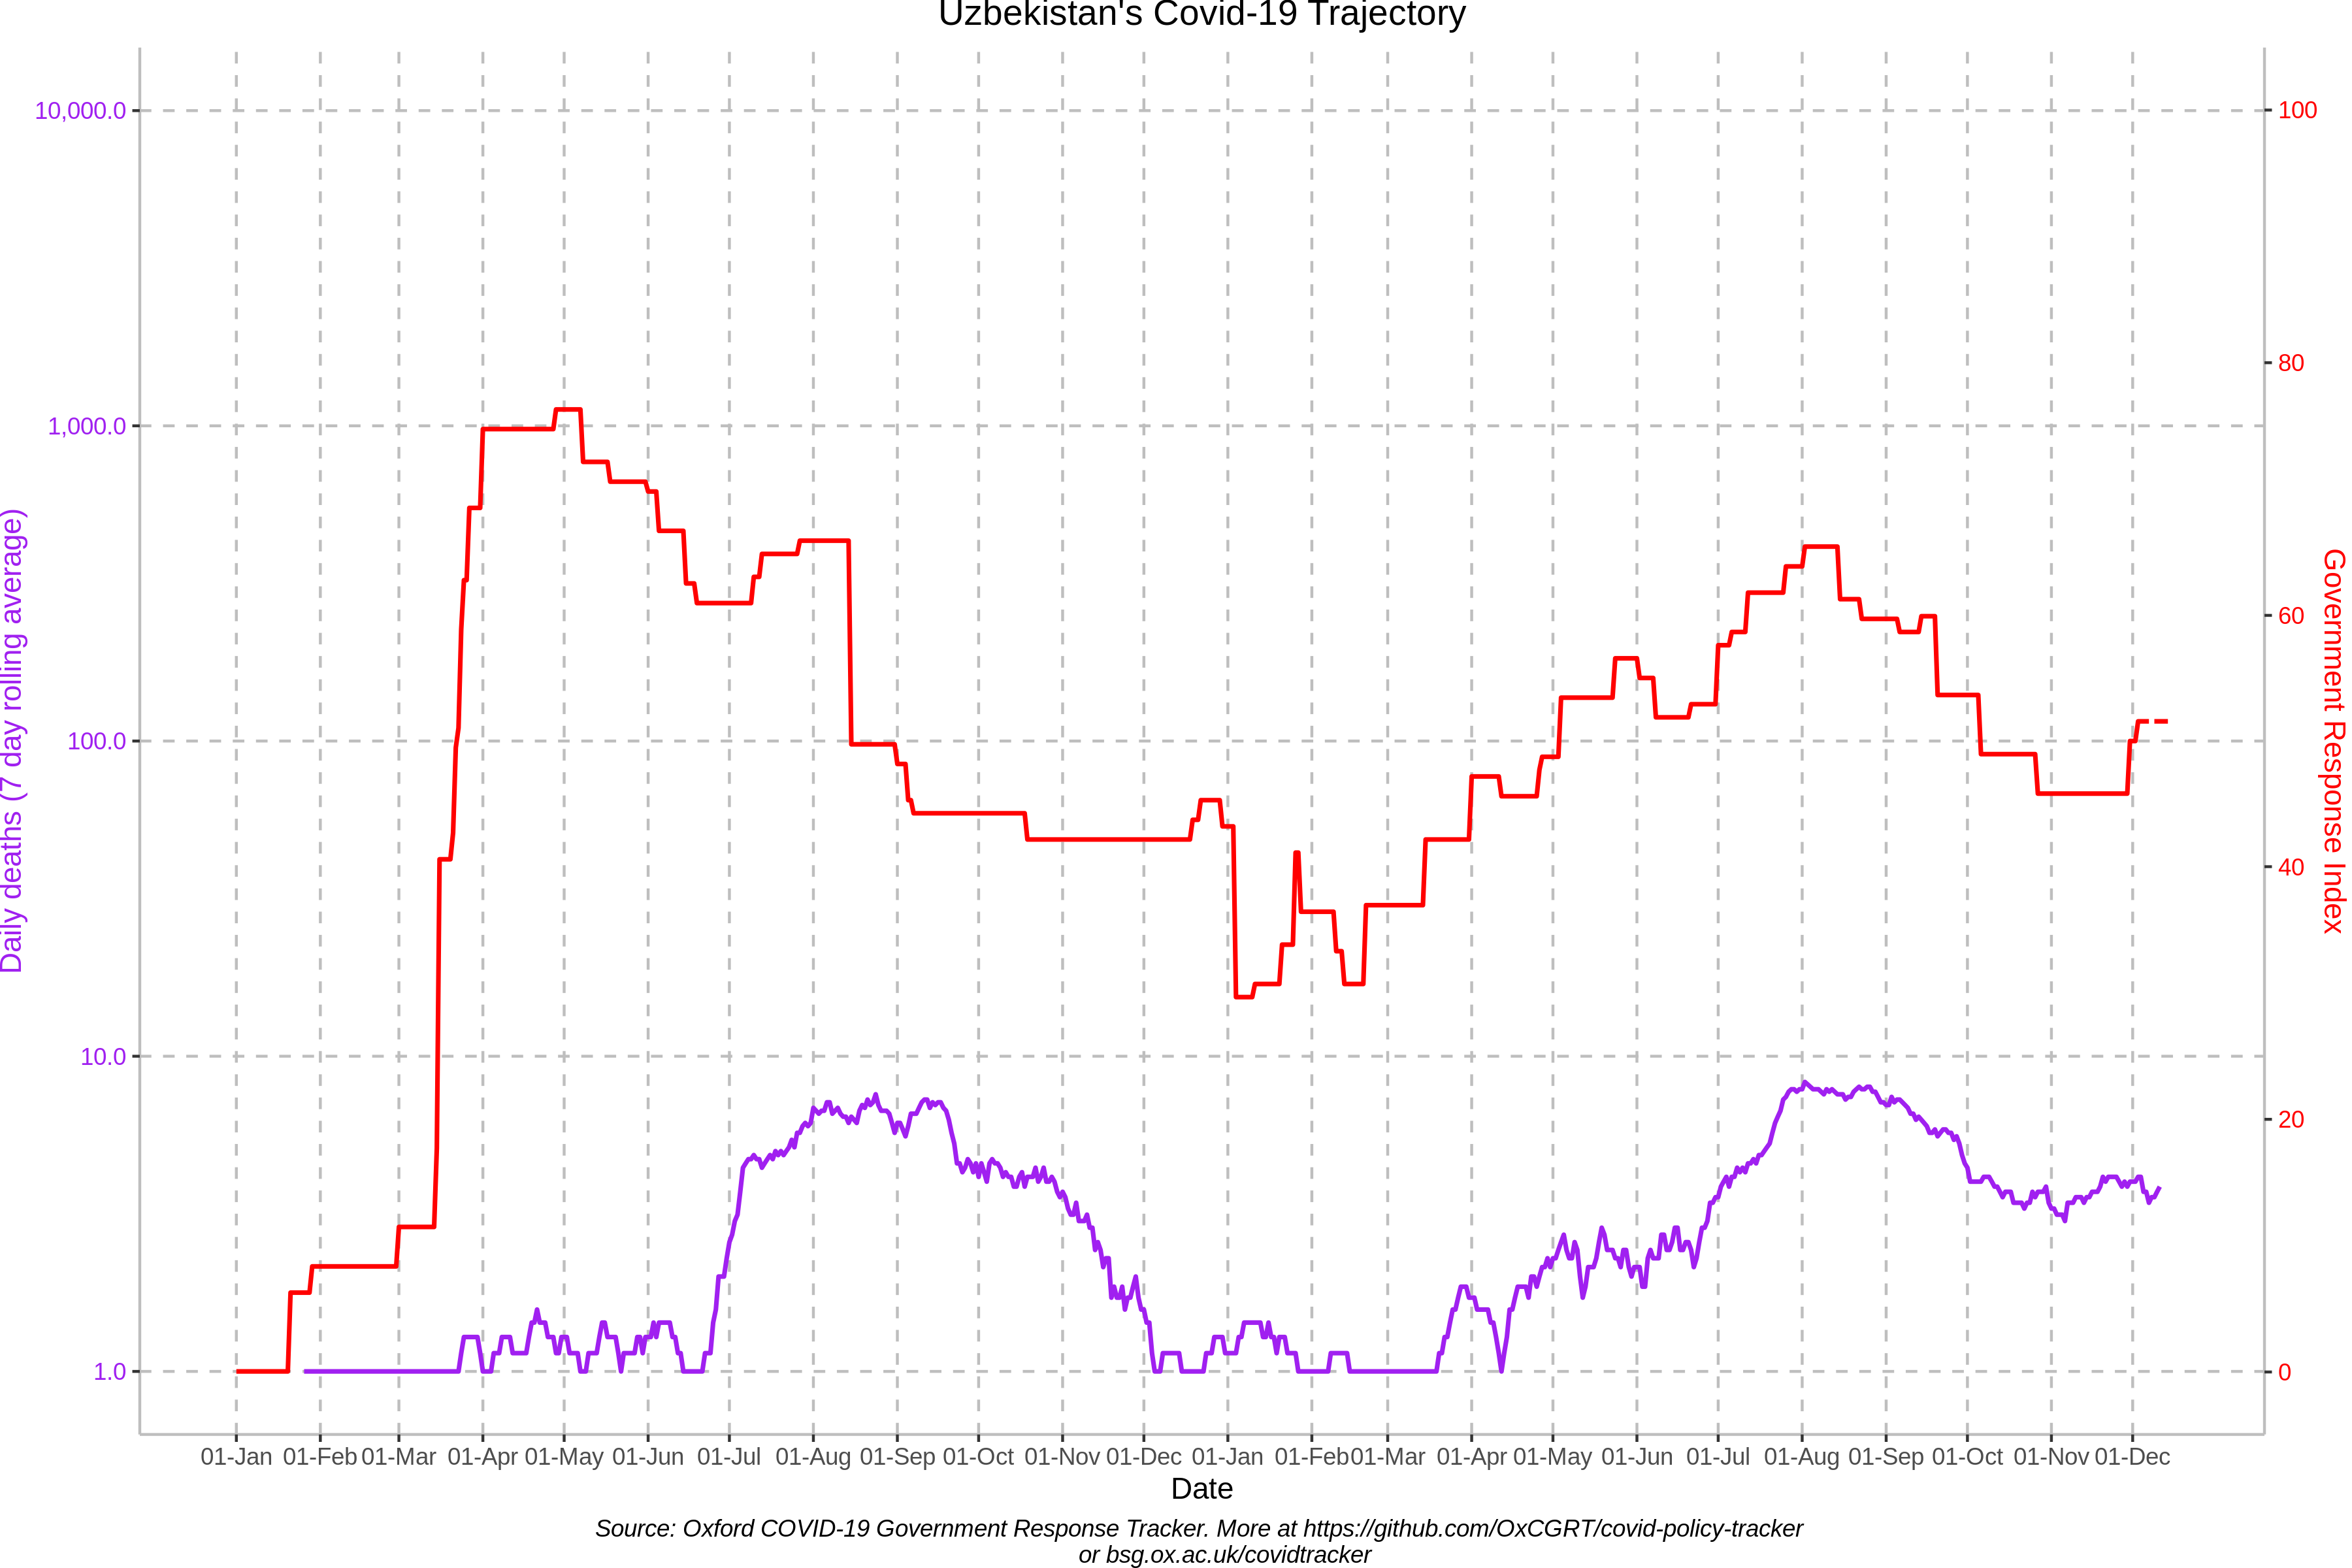 Uzbekistan's Covid-19 Trajectory
10,000.0
1,000.0
100.0
10.0
1.0
Daily deaths (7 day rolling average)
100
80
60
40
20
0
Government Response Index
01-Jan 01-Feb 01-Mar 01-Apr 01-May 01-Jun 01-Jul 01-Aug 01-Sep 01-Oct 01-Nov 01-Dec 01-Jan 01-Feb 01-Mar 01-Apr 01-May 01-Jun 01-Jul 01-Aug 01-Sep 01-Oct 01-Nov 01-Dec
Date
Source: Oxford COVID-19 Government Response Tracker. More at https://github.com/OxCGRT/covid-policy-tracker
or bsg.ox.ac.uk/covidtracker